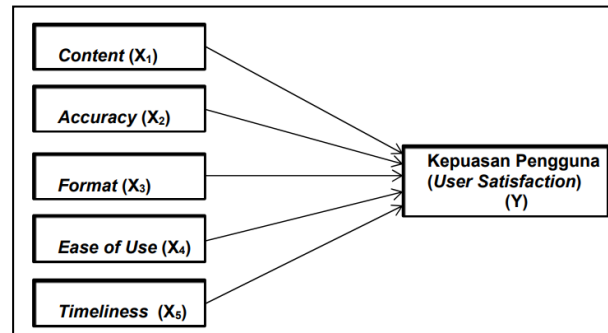 Content (X₁)
Accuracy (X₂)
Format (X₃)
Ease of Use (X₄)
Timeliness (X₅)
Kepuasan Pengguna
(User Satisfaction)
(Y)